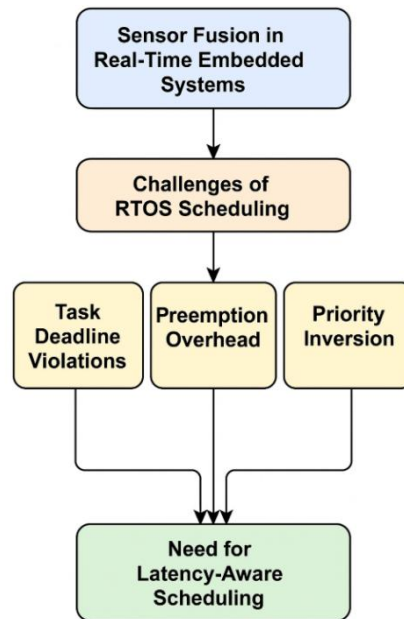 Sensor Fusion in
Real-Time Embedded
Systems
Challenges of
RTOS Scheduling
Task
Deadline
Violations
Preemption
Overhead
Priority
Inversion
Need for
Latency-Aware
Scheduling